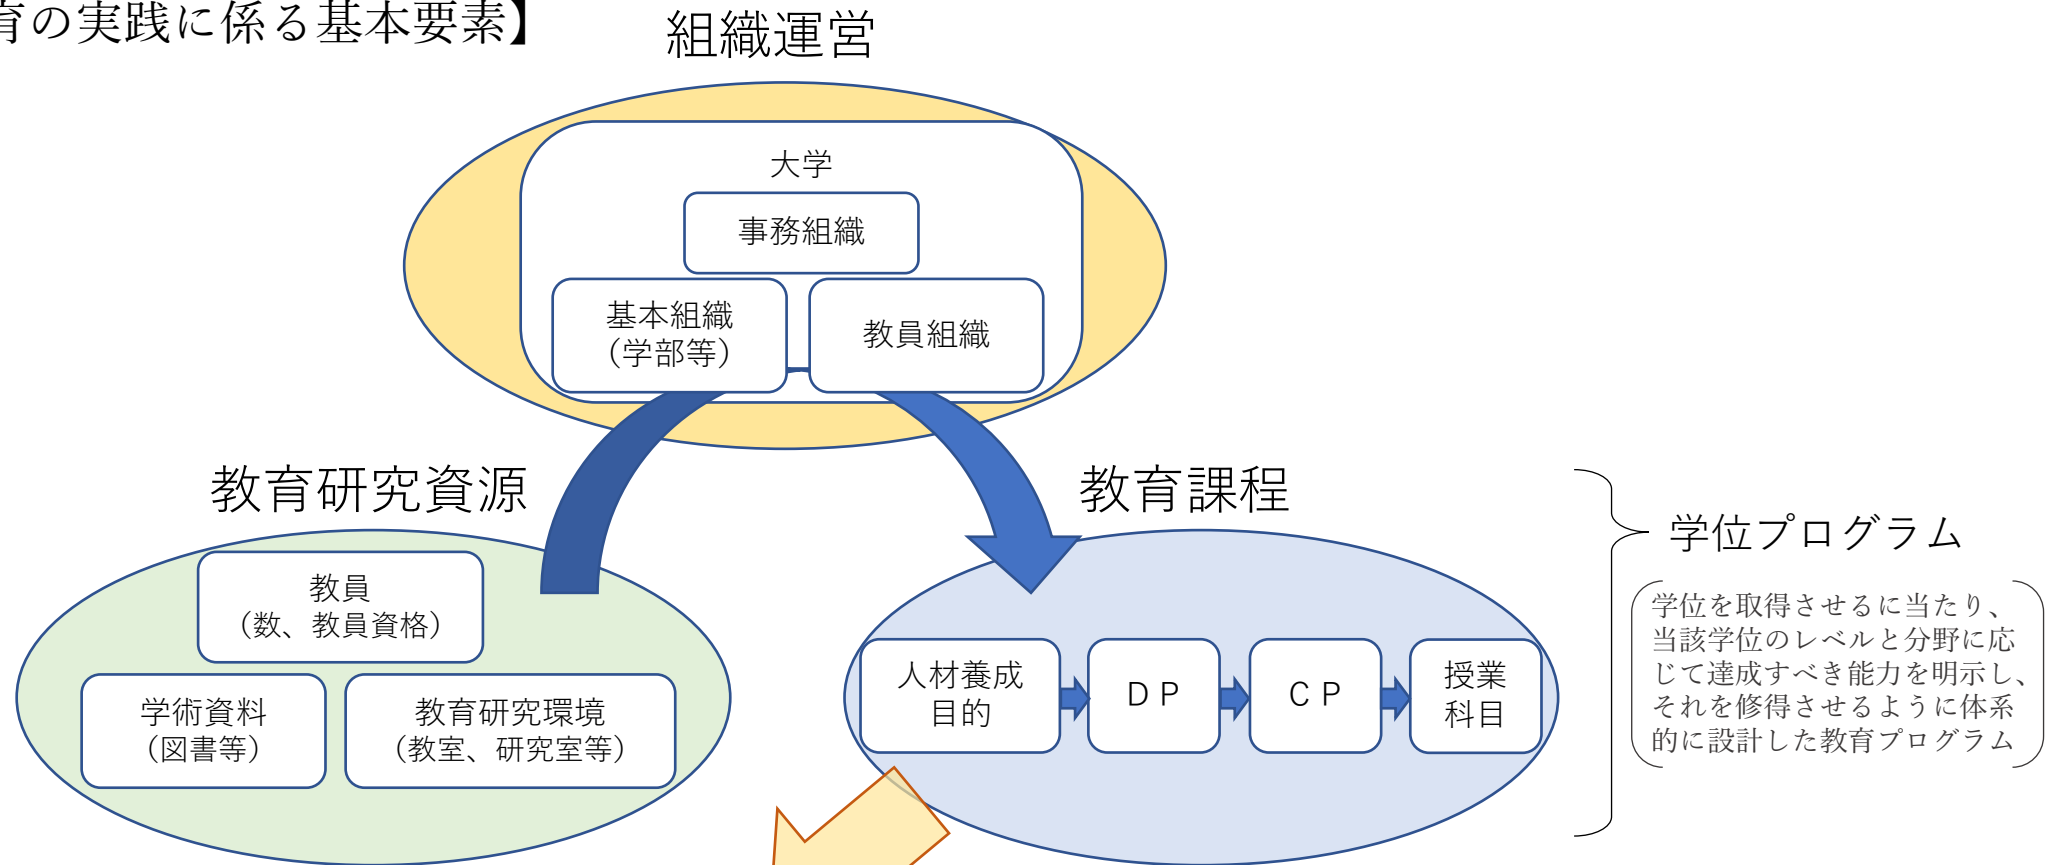 育の実践に係る基本要素】
組織運営
大学
事務組織
基本組織
（学部等）
教員組織
教育研究資源
教員
（数、教員資格）
学術資料
（図書等）
教育研究環境
（教室、研究室等）
教育課程
人材養成
目的
ＤＰ
ＣＰ
授業
科目
学位プログラム
学位を取得させるに当たり、
当該学位のレベルと分野に応
じて達成すべき能力を明示し、
それを修得させるように体系
的に設計した教育プログラム